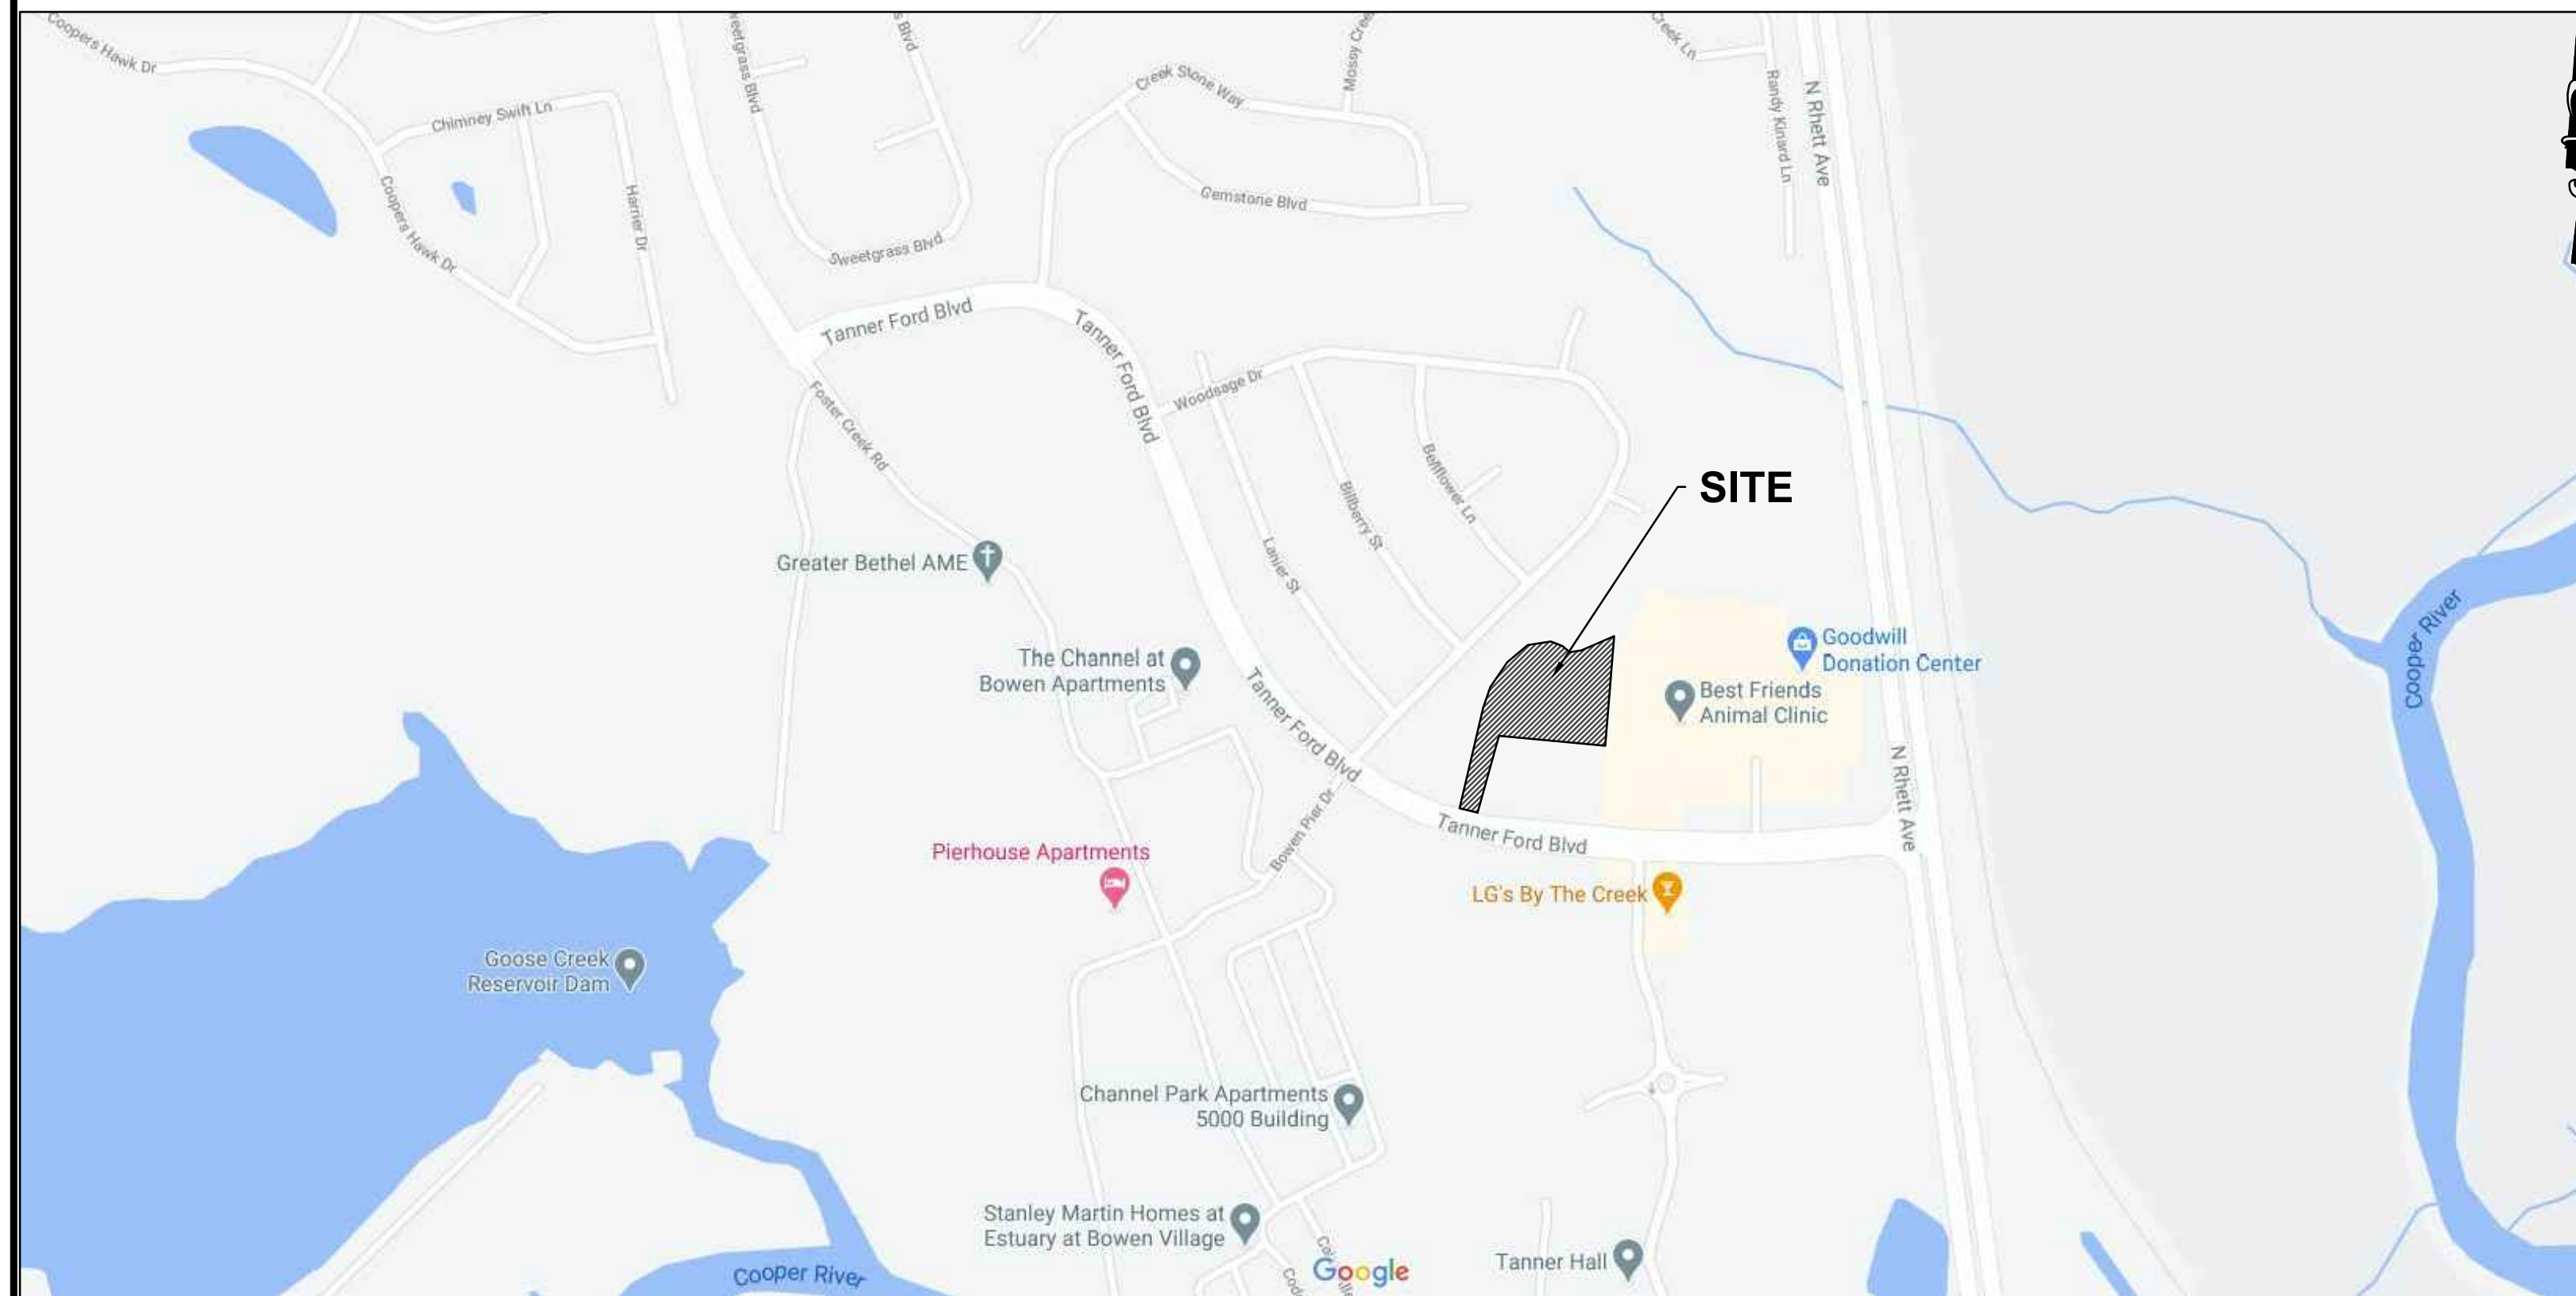 Coopers Hawk Dr
Chimney Swift Ln
Coopers Hawk Dr
Harrier Dr
Sweetgrass Blvd
Tanner Ford Blvd
Tanner Ford Blvd
Creek Stone Way
Gemstone Blvd
Creek Ln
Randy Kinard Ln
N Rhett Ave
Foster Creek Rd
Woodsage Dr
Lanier St
Billberry St
Bellflower Ln
SITE
Greater Bethel AME
The Channel at
Bowen Apartments
Tanner Ford Blvd
Goodwill
Donation Center
Best Friends
Animal Clinic
Cooper River
N Rhett Ave
Bowen Pier Dr
Tanner Ford Blvd
Pierhouse Apartments
LG's By The Creek
Goose Creek
Reservoir Dam
Channel Park Apartments
5000 Building
Stanley Martin Homes at
Estuary at Bowen Village
Tanner Hall
Cooper River
Google